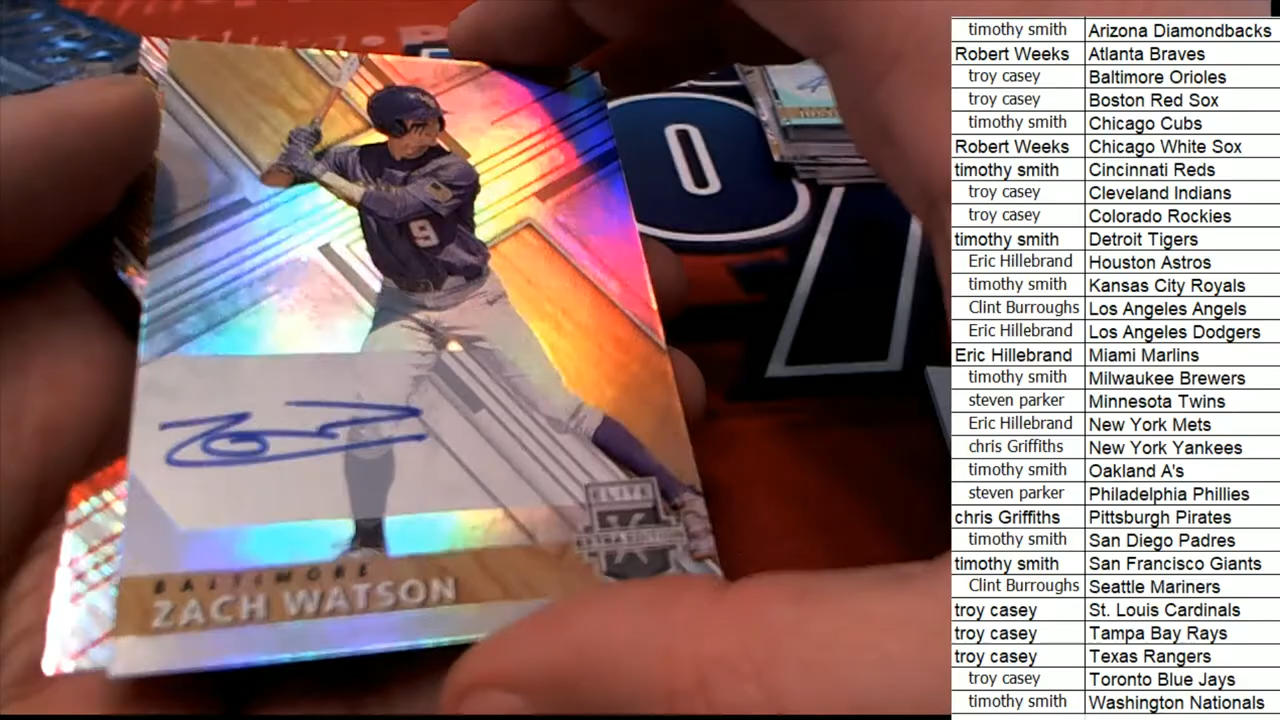 0
9
ELITE
EXTRA EDITION
BALTIMORE
ZACH WATSON
timothy smith Arizona Diamondbacks
Robert Weeks Atlanta Braves
troy casey Baltimore Orioles
troy casey Boston Red Sox
timothy smith Chicago Cubs
Robert Weeks Chicago White Sox
timothy smith Cincinnati Reds
troy casey Cleveland Indians
troy casey Colorado Rockies
timothy smith Detroit Tigers
Eric Hillebrand Houston Astros
timothy smith Kansas City Royals
Clint Burroughs Los Angeles Angels
Eric Hillebrand Los Angeles Dodgers
Eric Hillebrand Miami Marlins
timothy smith Milwaukee Brewers
steven parker Minnesota Twins
Eric Hillebrand New York Mets
chris Griffiths New York Yankees
timothy smith Oakland A's
steven parker Philadelphia Phillies
chris Griffiths Pittsburgh Pirates
timothy smith San Diego Padres
timothy smith San Francisco Giants
Clint Burroughs Seattle Mariners
troy casey St. Louis Cardinals
troy casey Tampa Bay Rays
troy casey Texas Rangers
troy casey Toronto Blue Jays
timothy smith Washington Nationals